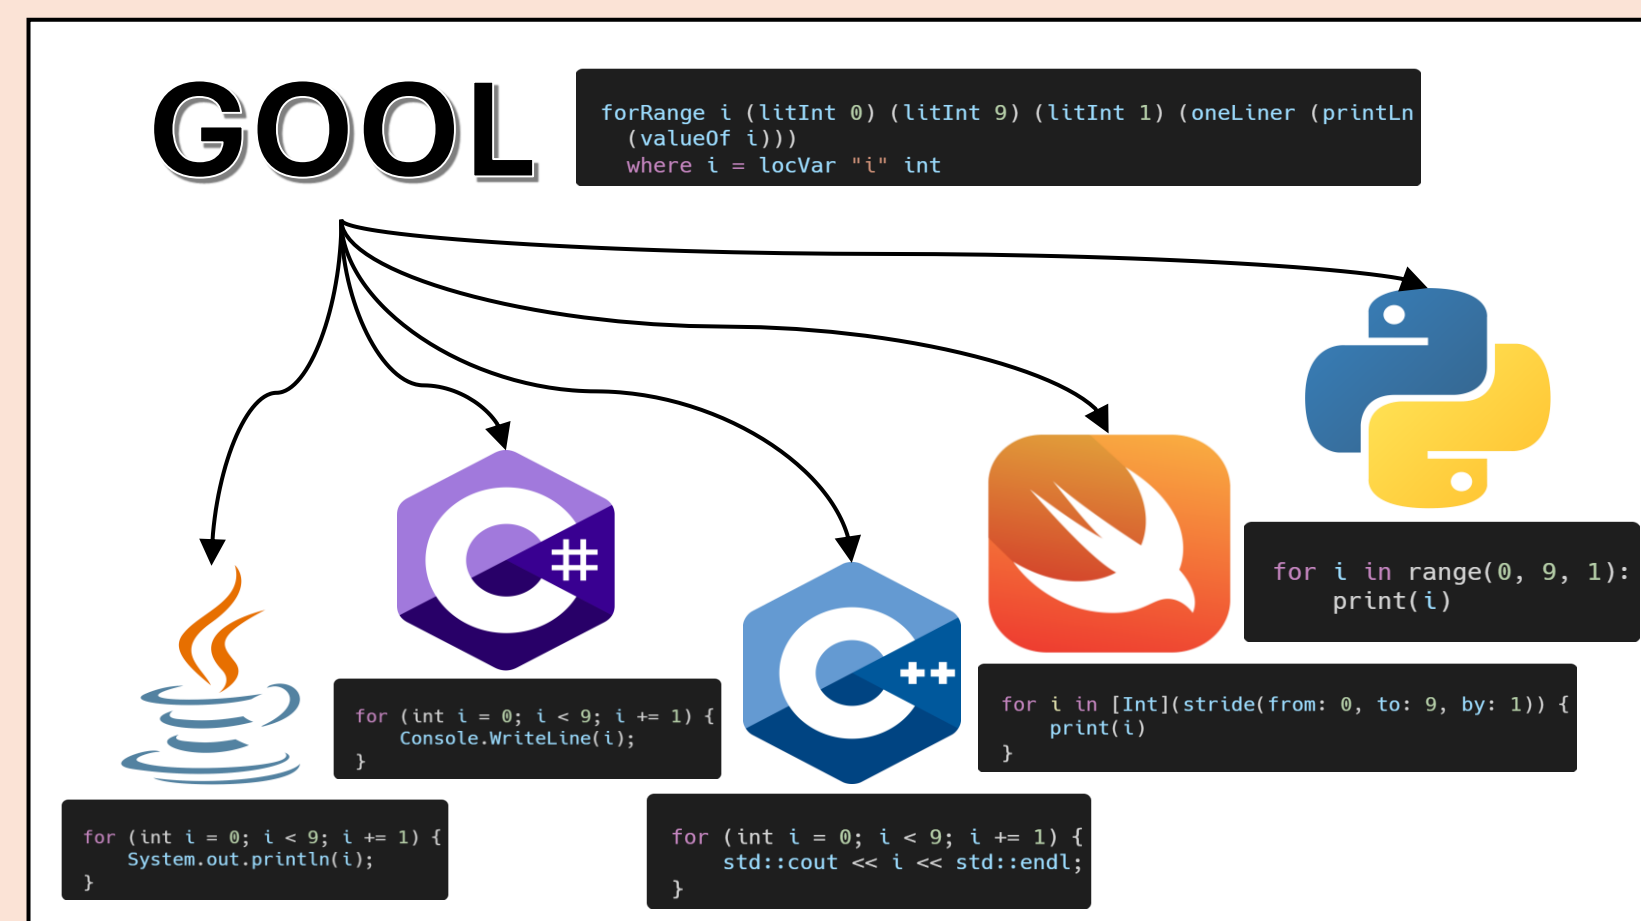 GOOL
forRange i (litInt 0) (litInt 9) (litInt 1) (oneLiner (printLn
(valueOf i)))
where i = locVar "i" int
#
++
for i in range(0, 9, 1):
print(i)
for i in [Int](stride(from: 0, to: 9, by: 1)) {
print(i)
}
for (int i = 0; i < 9; i += 1) {
Console.WriteLine(i);
}
for (int i = 0; i < 9; i += 1) {
System.out.println(i);
}
for (int i = 0; i < 9; i += 1) {
std::cout << i << std::endl;
}